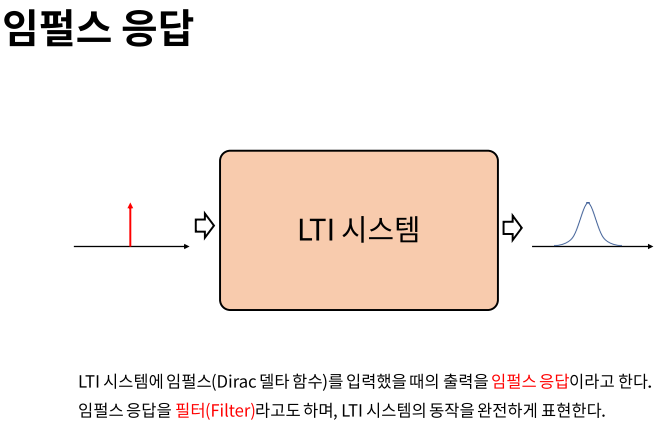 임펄스 응답
LTI 시스템
LTI 시스템에 임펄스(Dirac 델타 함수)를 입력했을 때의 출력을 임펄스 응답이라고 한다.
임펄스 응답을 필터(Filter)라고도 하며, LTI 시스템의 동작을 완전하게 표현한다.